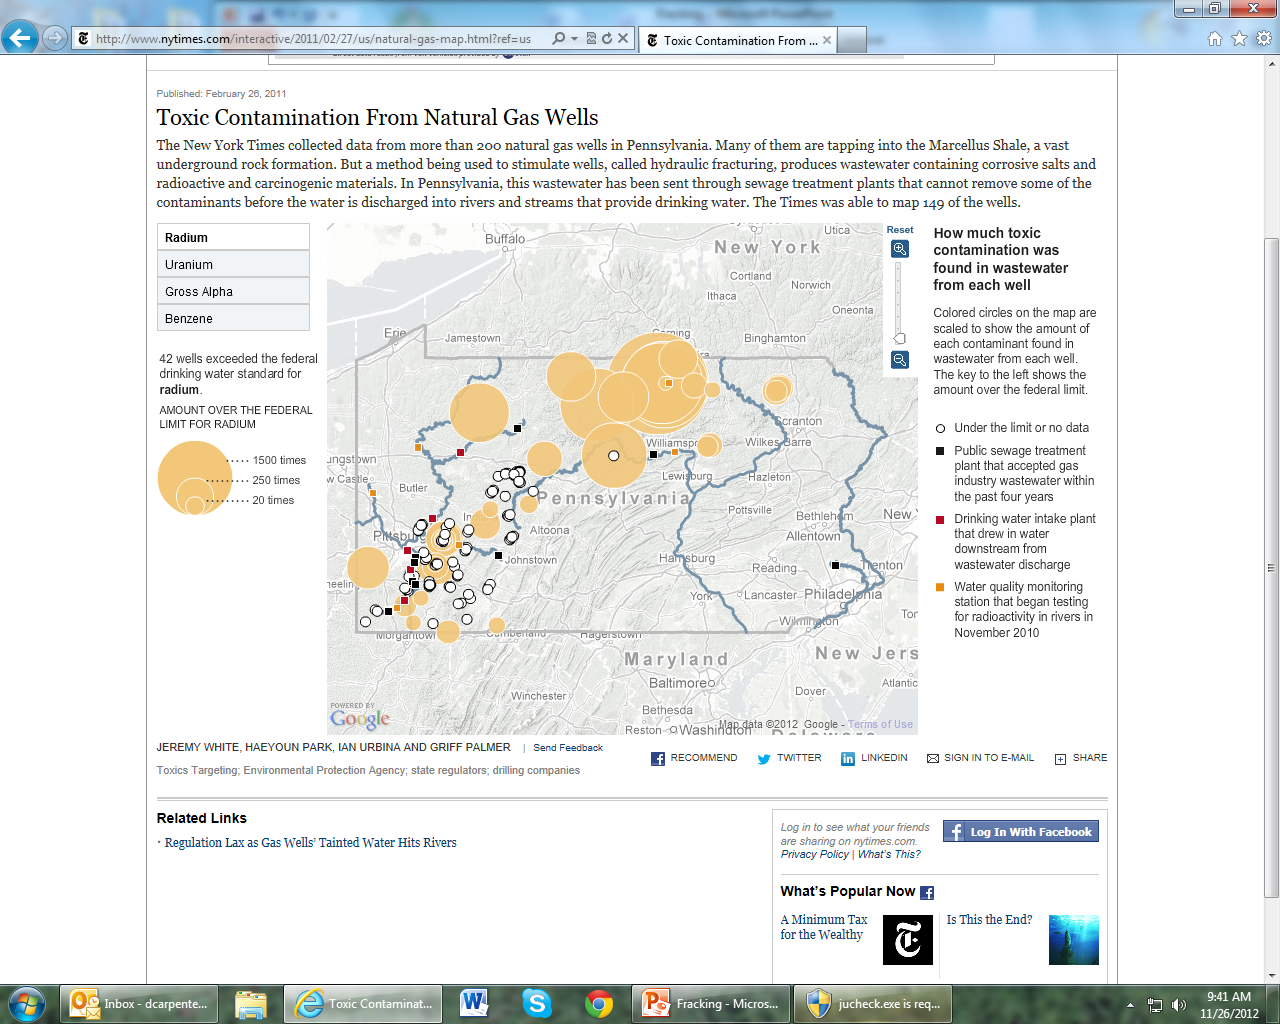 Fracking - Microsoft PowerPoint
http://www.nytimes.com/interactive/2011/02/27/us/natural-gas-map.html?ref=us
Toxic Contamination From ...
Published: February 26, 2011
Toxic Contamination From Natural Gas Wells
The New York Times collected data from more than 200 natural gas wells in Pennsylvania. Many of them are tapping into the Marcellus Shale, a vast
underground rock formation. But a method being used to stimulate wells, called hydraulic fracturing, produces wastewater containing corrosive salts and
radioactive and carcinogenic materials. In Pennsylvania, this wastewater has been sent through sewage treatment plants that cannot remove some of the
contaminants before the water is discharged into rivers and streams that provide drinking water. The Times was able to map 149 of the wells.
Radium
Uranium
Gross Alpha
Benzene
42 wells exceeded the federal
drinking water standard for
radium.
AMOUNT OVER THE FEDERAL
LIMIT FOR RADIUM
1500 times
250 times
20 times
Buffalo
Utica
New York
Cortland
Norwich
Ithaca
Oneonta
Erie
Jamestown
Corning
Binghamton
Scranton
Williamsp
Wilkes-Barre
ungstown
w Castle
Butler
Lewisburg
Hazleton
Pennsylvania
Pottsville
Bethlehem
New Y
Pittsbu
In
Altoona
Allentown
Johnstown
Harrisburg
Reading
Trenton
heelin
York
Lancaster
Philadelphia
Tor
Morgantown
Cumberland
Hagerstown
Wilmington
Maryland
New Jers
Baltimore
Dover
Atlantic
Winchester
Bethesda
Reston
Washington
Delaware
POWERED BY
Google
Map data ©2012 Google - Terms of Use
Reset
How much toxic
contamination was
found in wastewater
from each well
Colored circles on the map are
scaled to show the amount of
each contaminant found in
wastewater from each well.
The key to the left shows the
amount over the federal limit.
Under the limit or no data
Public sewage treatment
plant that accepted gas
industry wastewater within
the past four years
Drinking water intake plant
that drew in water
downstream from
wastewater discharge
Water quality monitoring
station that began testing
for radioactivity in rivers in
November 2010
JEREMY WHITE, HAEYOUN PARK, IAN URBINA AND GRIFF PALMER | Send Feedback
Toxics Targeting; Environmental Protection Agency; state regulators; drilling companies
RECOMMEND TWITTER LINKEDIN SIGN IN TO E-MAIL SHARE
Related Links
· Regulation Lax as Gas Wells' Tainted Water Hits Rivers
Log in to see what your friends
are sharing on nytimes.com.
Privacy Policy | What's This?
Log In With Facebook
What's Popular Now
A Minimum Tax
for the Wealthy
Is This the End?
Inbox - dcarpente...
Toxic Contaminat...
Fracking - Micros...
jucheck.exe is req...
9:41 AM
11/26/2012